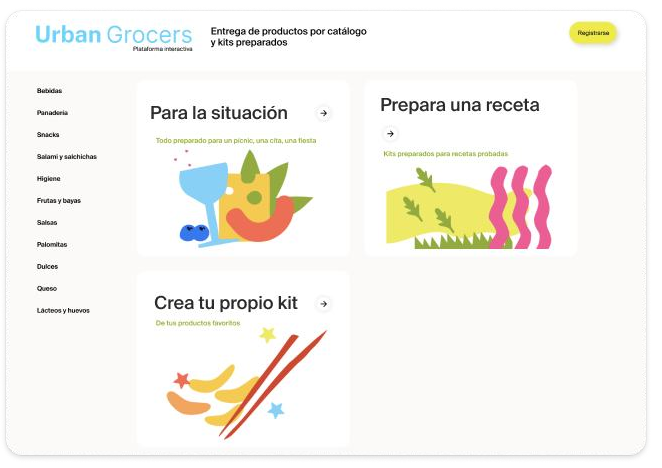 Urban Grocers
Plataforma interactiva
Entrega de productos por catálogo
y kits preparados
Registrarse
Bebidas
Panadería
Snacks
Salami y salchichas
Higiene
Frutas y bayas
Salsas
Palomitas
Dulces
Queso
Lácteos y huevos
Para la situación
Todo preparado para un picnic, una cita, una fiesta
Prepara una receta
Kits preparados para recetas probadas
Crea tu propio kit
De tus productos favoritos